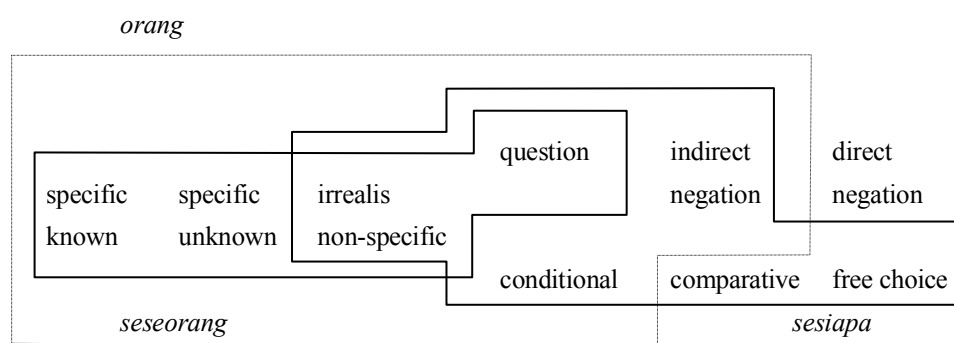 orang
question indirect direct
specific specific irrealis negation negation
known unknown non-specific
conditional comparative free choice
seseorang sesiapa